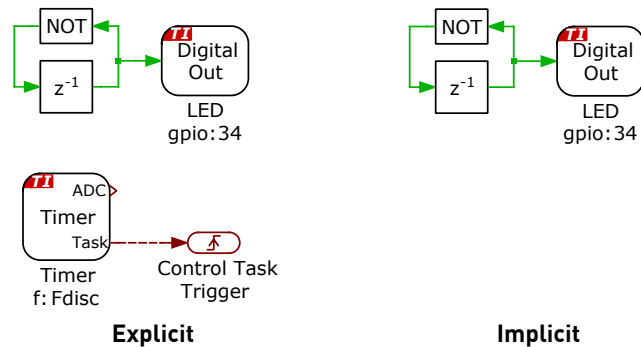 NOT
TI
Digital
Out
z⁻¹
LED
gpio:34
NOT
TI
Digital
Out
z⁻¹
LED
gpio:34
TI
ADC
Timer
Task
Timer
f: Fdisc
Control Task
Trigger
Explicit
Implicit